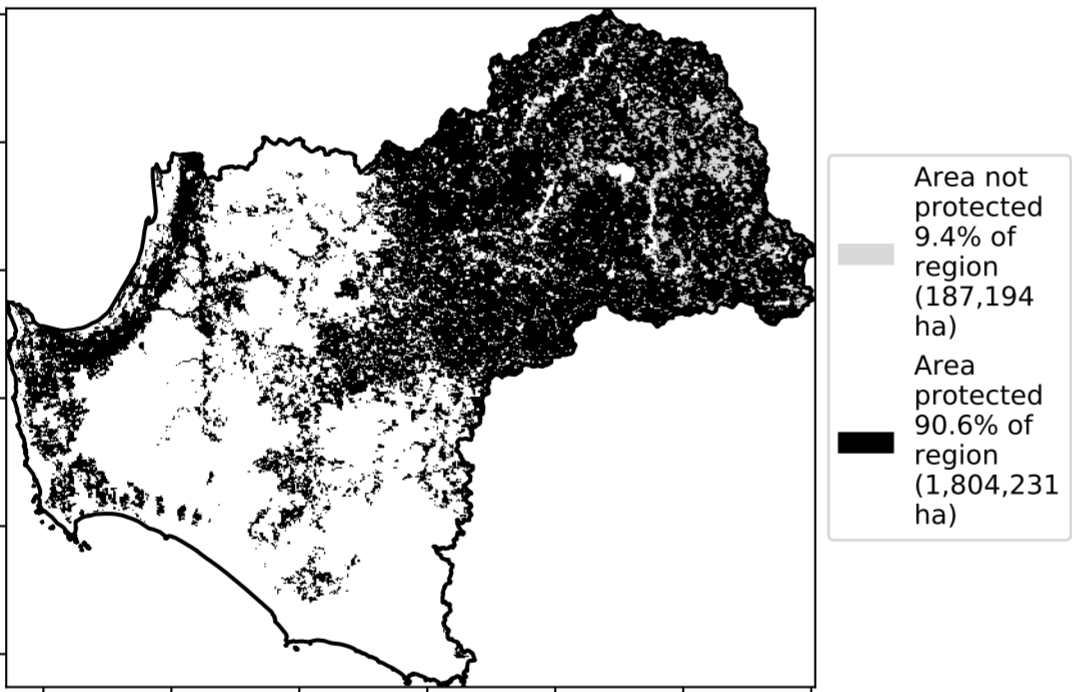 Area not
protected
9.4% of
region
(187,194
ha)
Area
protected
90.6% of
region
(1,804,231
ha)